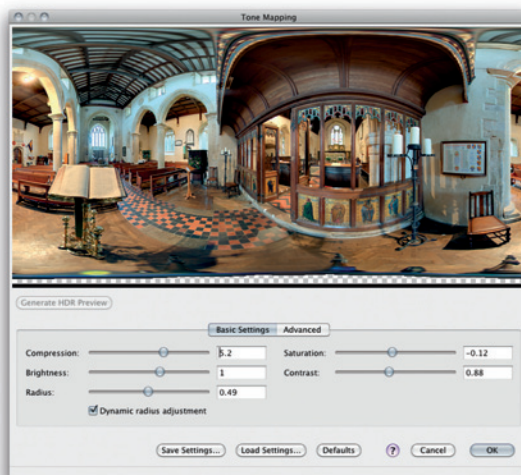 Tone Mapping
Generate HDR Preview
Basic Settings Advanced
Compression: 5.2 Saturation: -0.12
Brightness: 1 Contrast: 0.88
Radius: 0.49
Dynamic radius adjustment
Save Settings... Load Settings... Defaults ? Cancel OK